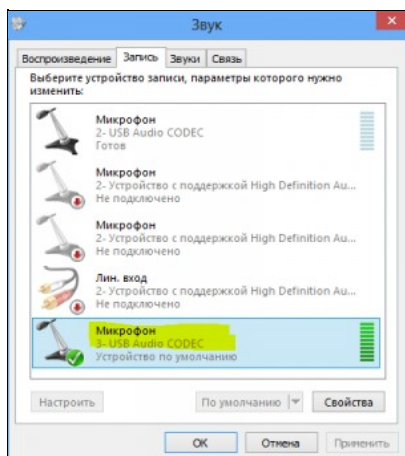 Звук
Воспроизведение Запись Звуки Связь
Выберите устройство записи, параметры которого нужно
изменить:
Микрофон
2- USB Audio CODEC
Готов
Микрофон
2- Устройство с поддержкой High Definition Au...
Не подключено
Микрофон
2- Устройство с поддержкой High Definition Au...
Не подключено
Лин. вход
2- Устройство с поддержкой High Definition Au...
Не подключено
Микрофон
3- USB Audio CODEC
Устройство по умолчанию
Настроить По умолчанию Свойства
OK Отмена Применить